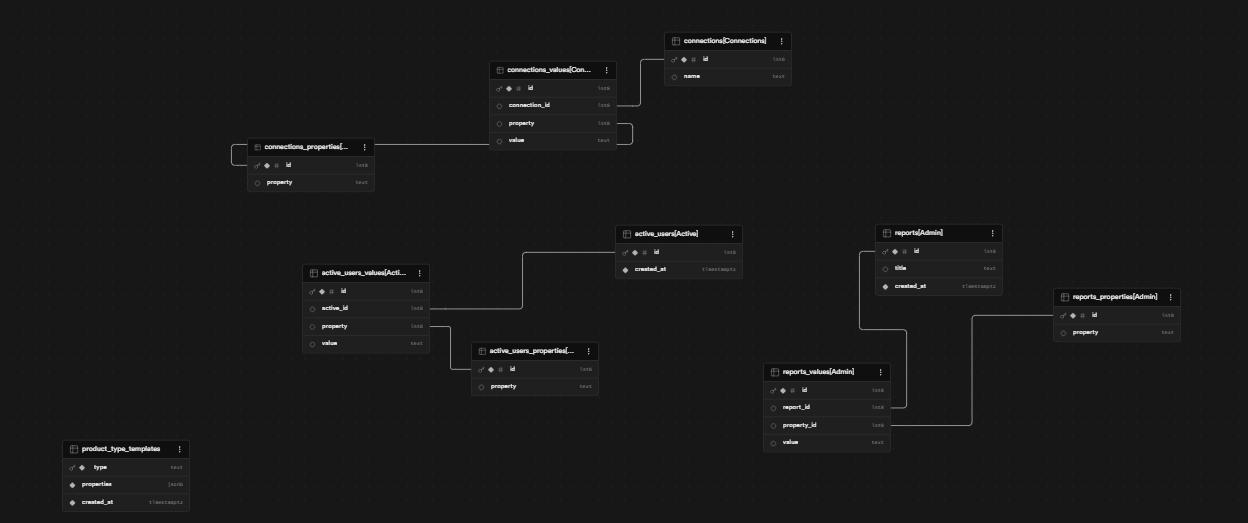 connections[Connections]
id int8
name text
connections_values[Con...
id int8
connection_id int8
property int8
value text
connections_properties[...
id int8
property text
active_users[Active]
id int8
created_at timestamptz
reports[Admin]
id int8
title text
created_at timestamptz
active_users_values[Acti...
id int8
active_id int8
property int8
value text
reports_properties[Admin]
id int8
property text
active_users_properties[...
id int8
property text
reports_values[Admin]
id int8
report_id int8
property_id int8
value text
product_type_templates
type text
properties jsonb
created_at timestamptz